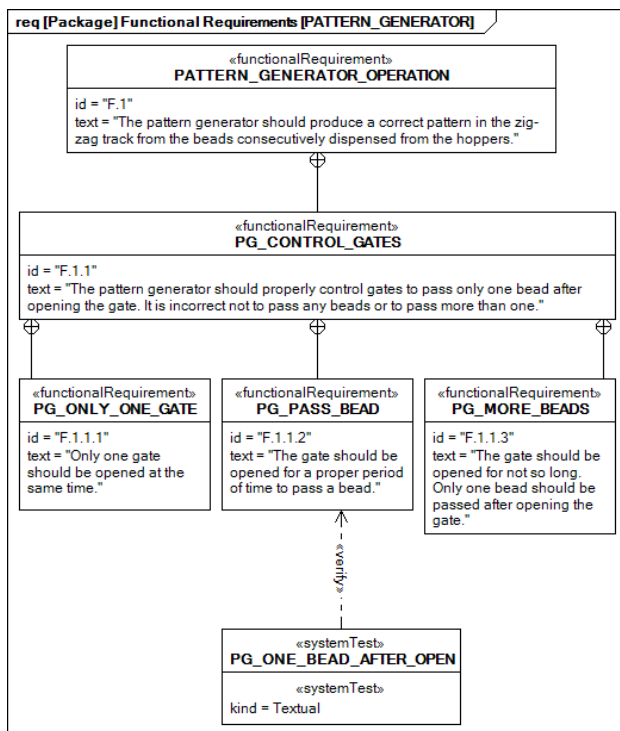 req [Package] Functional Requirements [PATTERN_GENERATOR]
«functionalRequirement»
PATTERN_GENERATOR_OPERATION
id = "F.1"
text = "The pattern generator should produce a correct pattern in the zig-
zag track from the beads consecutively dispensed from the hoppers."
«functionalRequirement»
PG_CONTROL_GATES
id = "F.1.1"
text = "The pattern generator should properly control gates to pass only one bead after
opening the gate. It is incorrect not to pass any beads or to pass more than one."
«functionalRequirement»
PG_ONLY_ONE_GATE
id = "F.1.1.1"
text = "Only one gate
should be opened at the
same time."
«functionalRequirement»
PG_PASS_BEAD
id = "F.1.1.2"
text = "The gate should be
opened for a proper period
of time to pass a bead."
«functionalRequirement»
PG_MORE_BEADS
id = "F.1.1.3"
text = "The gate should be
opened for not so long.
Only one bead should be
passed after opening the
gate."
«verify»
«systemTest»
PG_ONE_BEAD_AFTER_OPEN
«systemTest»
kind = Textual